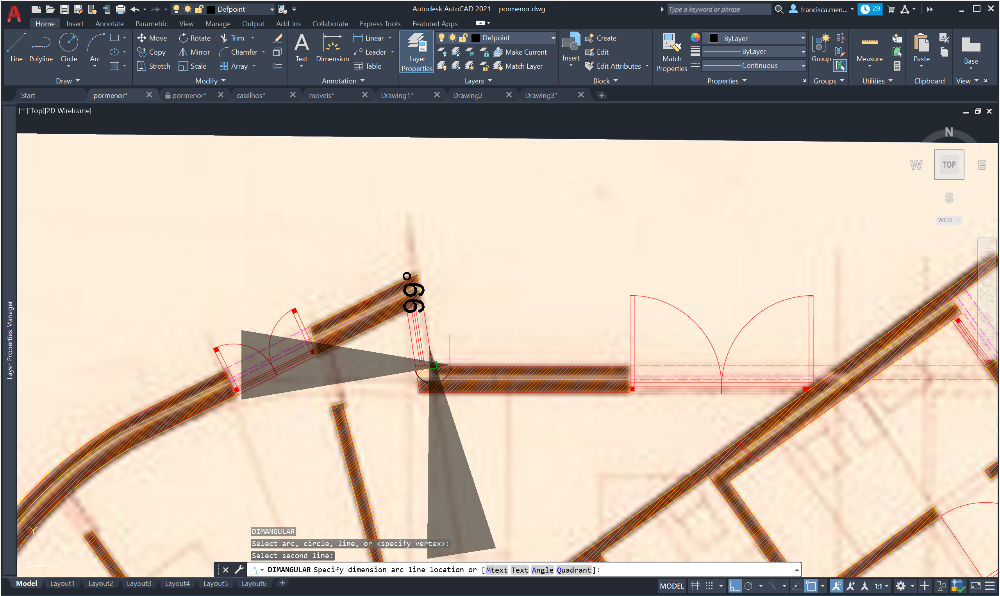 Defpoint
Autodesk AutoCAD 2021 pormenor.dwg
Type a keyword or phrase
francisca.men...
29
Home Insert Annotate Parametric View Manage Output Add-ins Collaborate Express Tools Featured Apps
Line Polyline Circle Arc
Move Rotate Trim
Copy Mirror Chamfer
Stretch Scale Array
A
Text Dimension
Linear
Leader
Table
Layer Properties
Defpoint
Make Current
Match Layer
Insert
Create
Edit
Edit Attributes
Match Properties
ByLayer
ByLayer
Continuous
Group
Measure
Paste
Base
Draw Modify Annotation Layers Block Properties Groups Utilities Clipboard View
Start pormenor* pormenor* caixilhos* moveis* Drawing1* Drawing2 Drawing3*
[−][Top][2D Wireframe]
N
W TOP E
S
WCS
Layer Properties Manager
99°
Y
X
DIMANGULAR
Select arc, circle, line, or <specify vertex>:
Select second line:
DIMANGULAR Specify dimension arc line location or [Mtext Text Angle Quadrant]:
Model Layout1 Layout2 Layout3 Layout4 Layout5 Layout6
MODEL
1:1